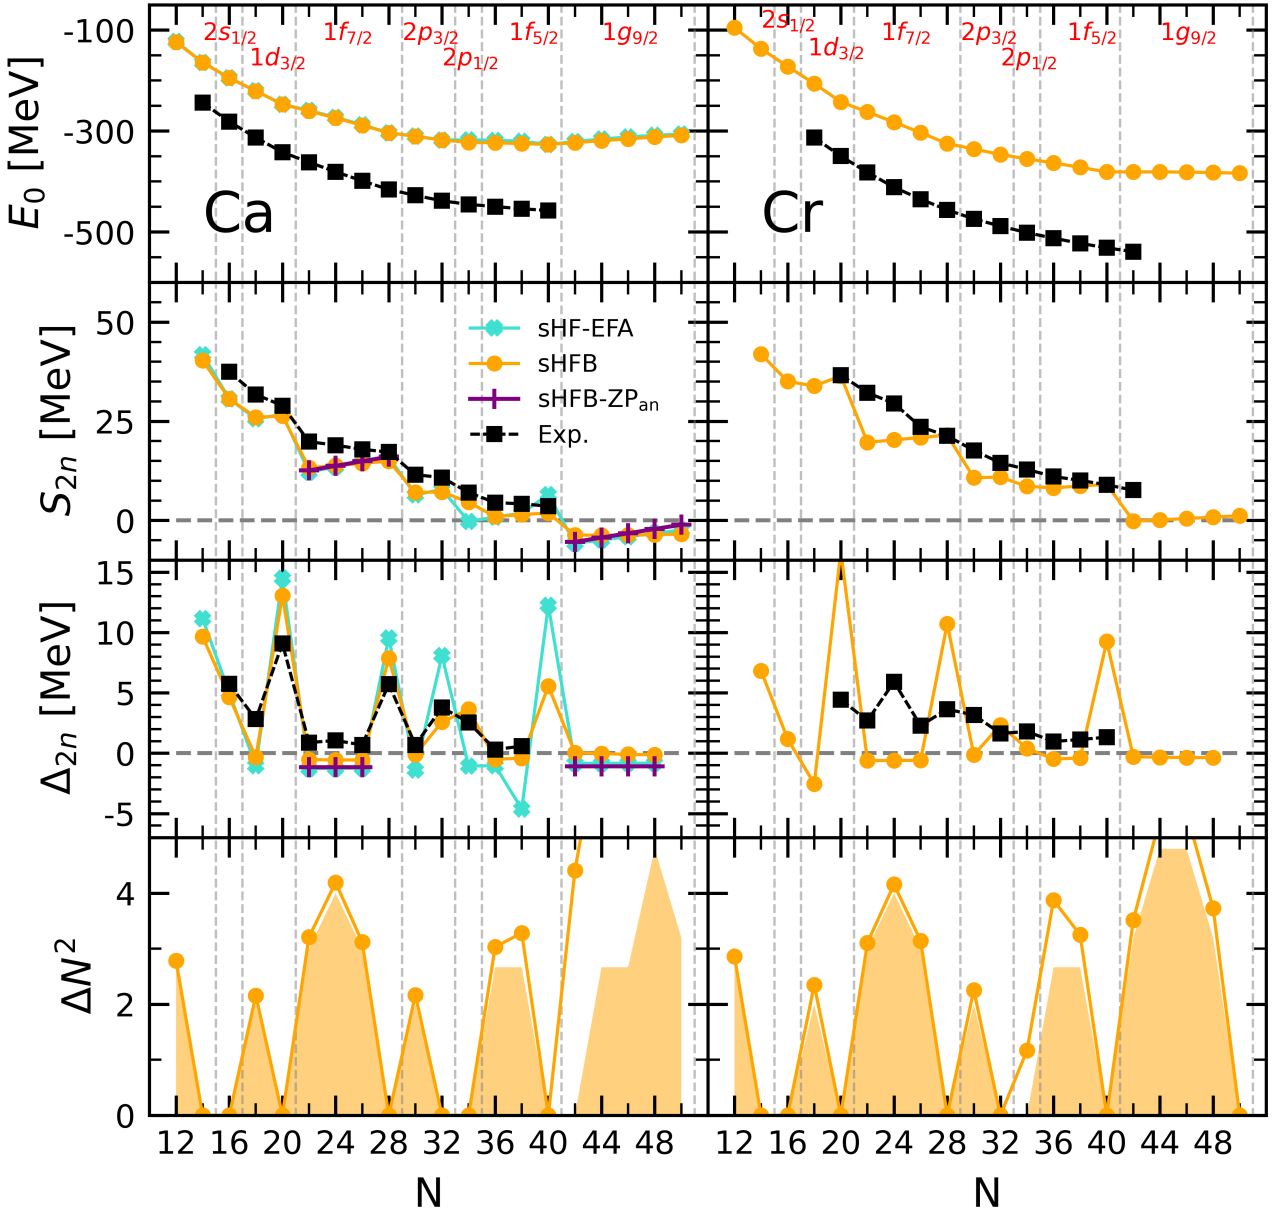 2s1/2 1f7/2 2p3/2 1f5/2 1g9/2
1d3/2 2p1/2
2s1/2 1f7/2 2p3/2 1f5/2 1g9/2
1d3/2 2p1/2
E0 [MeV]
-100
-300
-500
Ca
Cr
S2n [MeV]
50
25
0
sHF-EFA
sHFB
sHFB-ZPan
Exp.
Δ2n [MeV]
15
10
5
0
-5
ΔN²
4
2
0
12 16 20 24 28 32 36 40 44 48
12 16 20 24 28 32 36 40 44 48
N
N